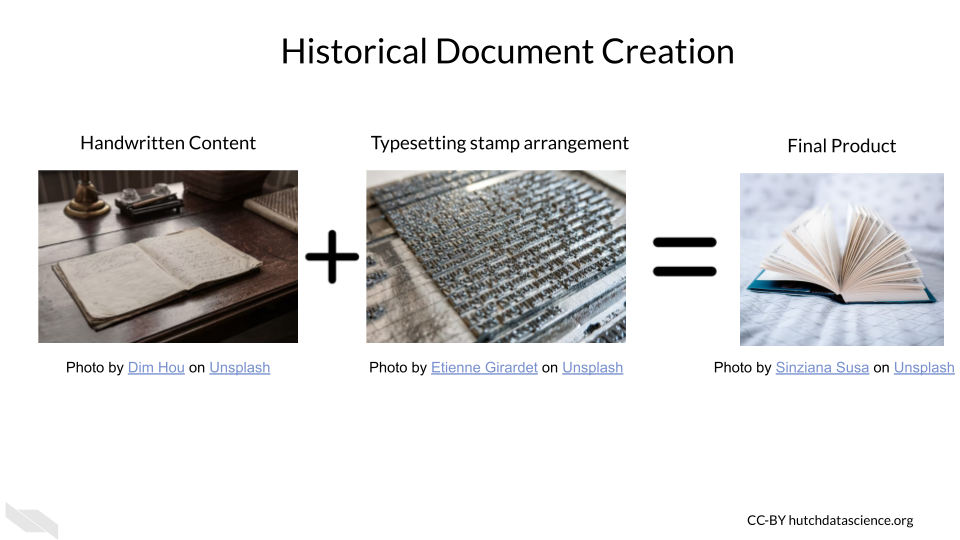 Historical Document Creation
Handwritten Content
Typesetting stamp arrangement
Final Product
Photo by Dim Hou on Unsplash
Photo by Etienne Girardet on Unsplash
Photo by Sinziana Susa on Unsplash
CC-BY hutchdatascience.org